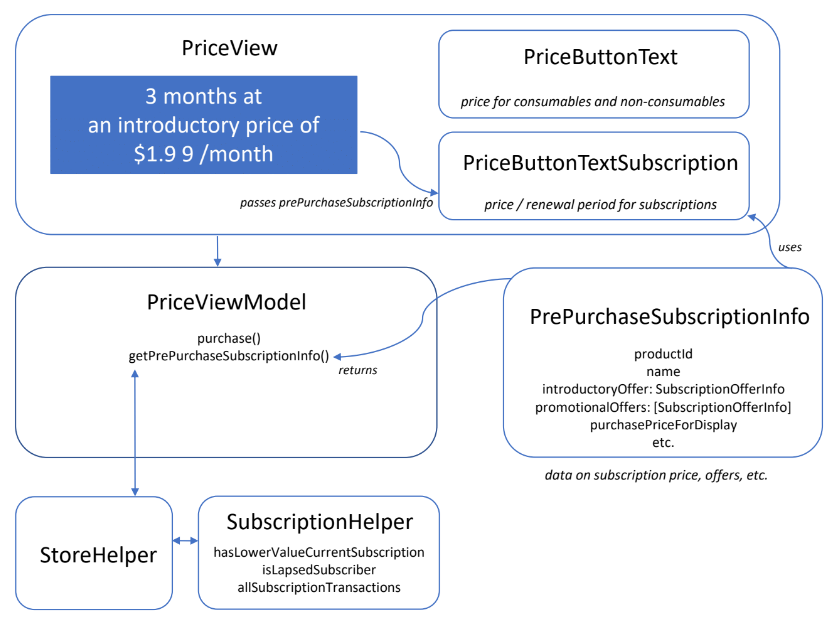 PriceView
3 months at
an introductory price of
$1.9 9 /month
PriceButtonText
price for consumables and non-consumables
PriceButtonTextSubscription
price / renewal period for subscriptions
passes prePurchaseSubscriptionInfo
uses
PriceViewModel
purchase()
getPrePurchaseSubscriptionInfo()
returns
PrePurchaseSubscriptionInfo
productId
name
introductoryOffer: SubscriptionOfferInfo
promotionalOffers: [SubscriptionOfferInfo]
purchasePriceForDisplay
etc.
data on subscription price, offers, etc.
StoreHelper
SubscriptionHelper
hasLowerValueCurrentSubscription
isLapsedSubscriber
allSubscriptionTransactions